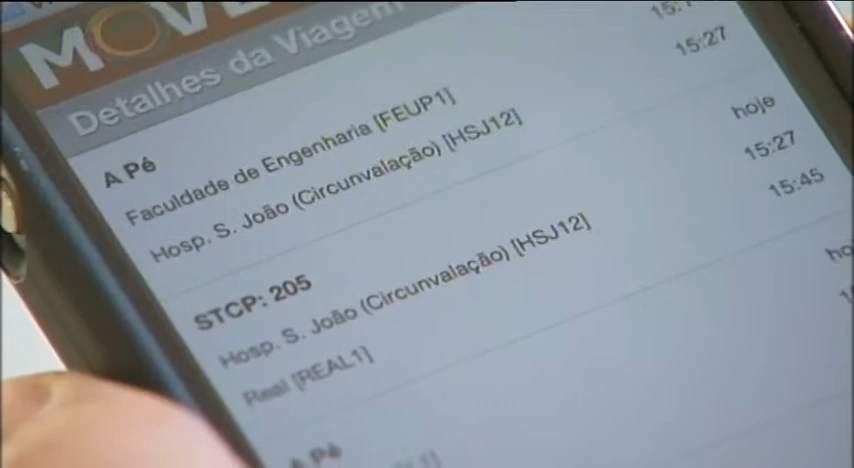 MOVE
Detalhes da Viagem
A Pé
Faculdade de Engenharia [FEUP1]
15:27
Hosp. S. João (Circunvalação) [HSJ12]
hoje
STCP: 205
15:27
Hosp. S. João (Circunvalação) [HSJ12]
15:45
Real [REAL1]
A Pé